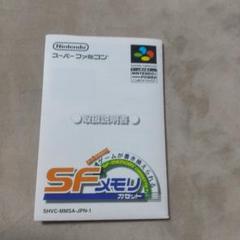 Nintendo
スーパーファミコン
取扱説明書
ゲームが書き換えられる
SFメモリ
カセット
SHVC-MMSA-JPN-1